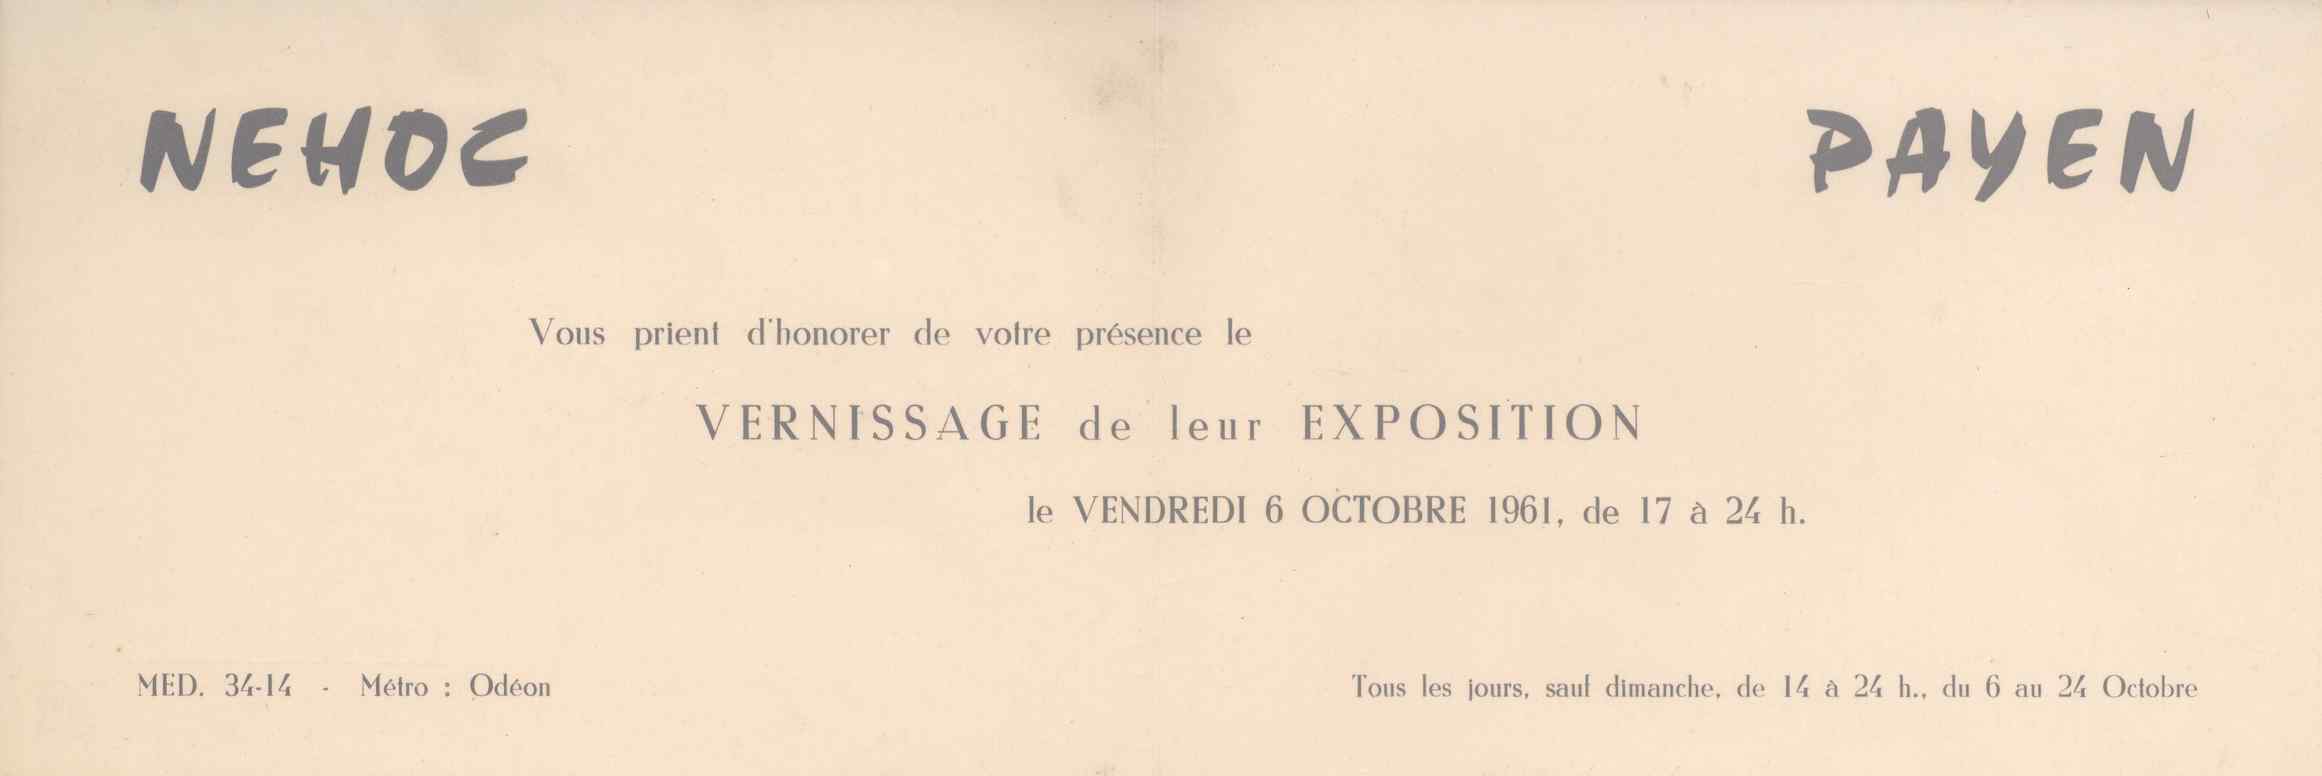 NEHOC PAYEN
Vous prient d'honorer de votre présence le
VERNISSAGE de leur EXPOSITION
le VENDREDI 6 OCTOBRE 1961, de 17 à 24 h.
MED. 34-14 - Métro : Odéon
Tous les jours, sauf dimanche, de 14 à 24 h., du 6 au 24 Octobre